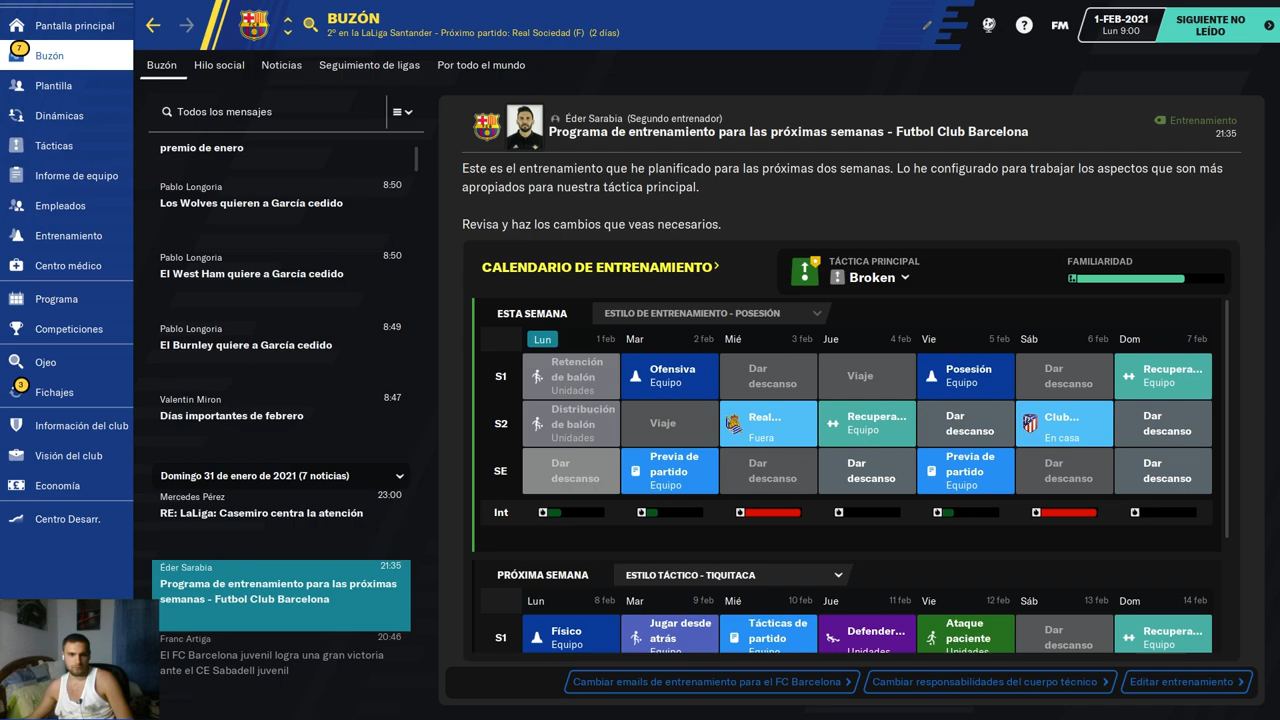 Pantalla principal
7
Buzón
Plantilla
Dinámicas
Tácticas
Informe de equipo
Empleados
Entrenamiento
Centro médico
Programa
Competiciones
Ojeo
3
Fichajes
Información del club
Visión del club
Economía
Centro Desarr.
BUZÓN
2º en la LaLiga Santander - Próximo partido: Real Sociedad (F) (2 días)
?
FM
1-FEB-2021
Lun 9:00
SIGUIENTE NO
LEÍDO
Buzón
Hilo social
Noticias
Seguimiento de ligas
Por todo el mundo
Todos los mensajes
premio de enero
Pablo Longoria
8:50
Los Wolves quieren a García cedido
Pablo Longoria
8:50
El West Ham quiere a García cedido
Pablo Longoria
8:49
El Burnley quiere a García cedido
Valentin Miron
8:47
Días importantes de febrero
Domingo 31 de enero de 2021 (7 noticias)
Mercedes Pérez
23:00
RE: LaLiga: Casemiro centra la atención
Éder Sarabia
21:35
Programa de entrenamiento para las próximas
semanas - Futbol Club Barcelona
Franc Artiga
20:46
El FC Barcelona juvenil logra una gran victoria
ante el CE Sabadell juvenil
Éder Sarabia (Segundo entrenador)
Programa de entrenamiento para las próximas semanas - Futbol Club Barcelona
Entrenamiento
21:35
Este es el entrenamiento que he planificado para las próximas dos semanas. Lo he configurado para trabajar los aspectos que son más
apropiados para nuestra táctica principal.
Revisa y haz los cambios que veas necesarios.
CALENDARIO DE ENTRENAMIENTO
TÁCTICA PRINCIPAL
Broken
FAMILIARIDAD
ESTA SEMANA
ESTILO DE ENTRENAMIENTO - POSESIÓN
Lun 1 feb Mar 2 feb Mié 3 feb Jue 4 feb Vie 5 feb Sáb 6 feb Dom 7 feb
S1
Retención
de balón
Unidades
Ofensiva
Equipo
Dar
descanso
Viaje
Posesión
Equipo
Dar
descanso
Recupera...
Equipo
S2
Distribución
de balón
Unidades
Viaje
Real...
Fuera
Recupera...
Equipo
Dar
descanso
Club...
En casa
Dar
descanso
SE
Dar
descanso
Previa de
partido
Equipo
Dar
descanso
Dar
descanso
Previa de
partido
Equipo
Dar
descanso
Dar
descanso
Int
PRÓXIMA SEMANA
ESTILO TÁCTICO - TIQUITACA
Lun 8 feb Mar 9 feb Mié 10 feb Jue 11 feb Vie 12 feb Sáb 13 feb Dom 14 feb
S1
Físico
Equipo
Jugar desde
atrás
Equipo
Tácticas de
partido
Equipo
Defender...
Unidades
Ataque
paciente
Unidades
Dar
descanso
Recupera...
Equipo
Cambiar emails de entrenamiento para el FC Barcelona
Cambiar responsabilidades del cuerpo técnico
Editar entrenamiento